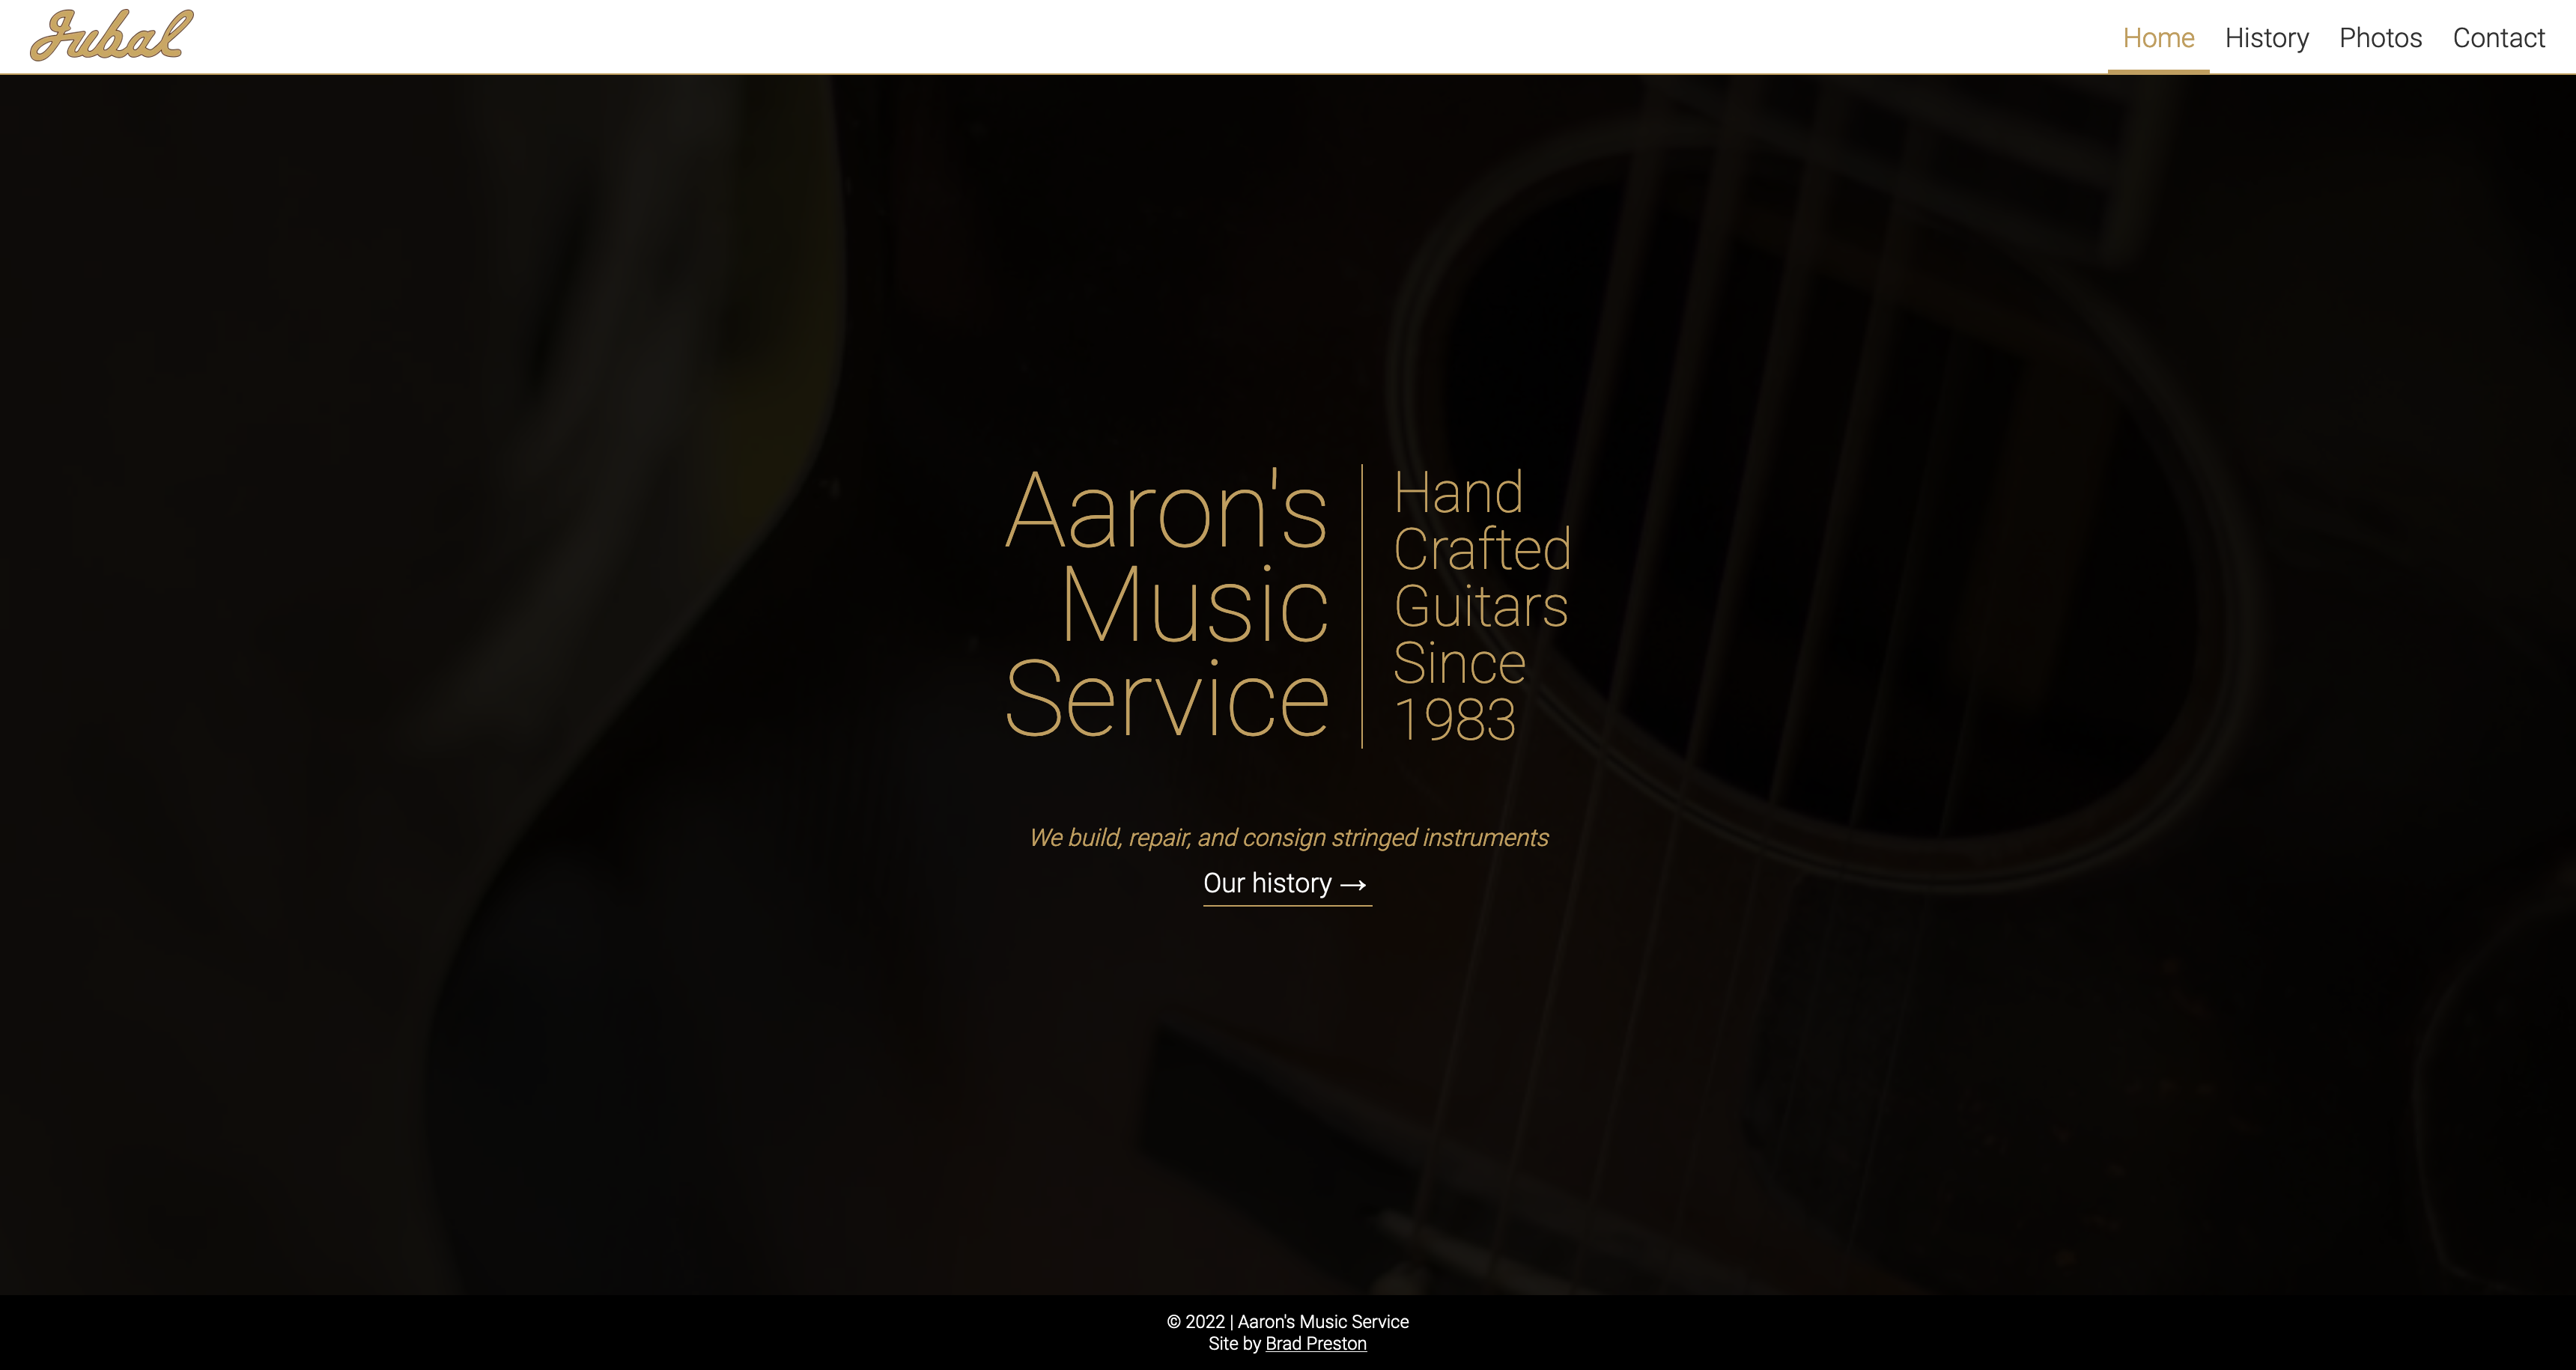 Jubal
Home History Photos Contact
Aaron's
Music
Service
Hand
Crafted
Guitars
Since
1983
We build, repair, and consign stringed instruments
Our history →
© 2022 | Aaron's Music Service
Site by Brad Preston